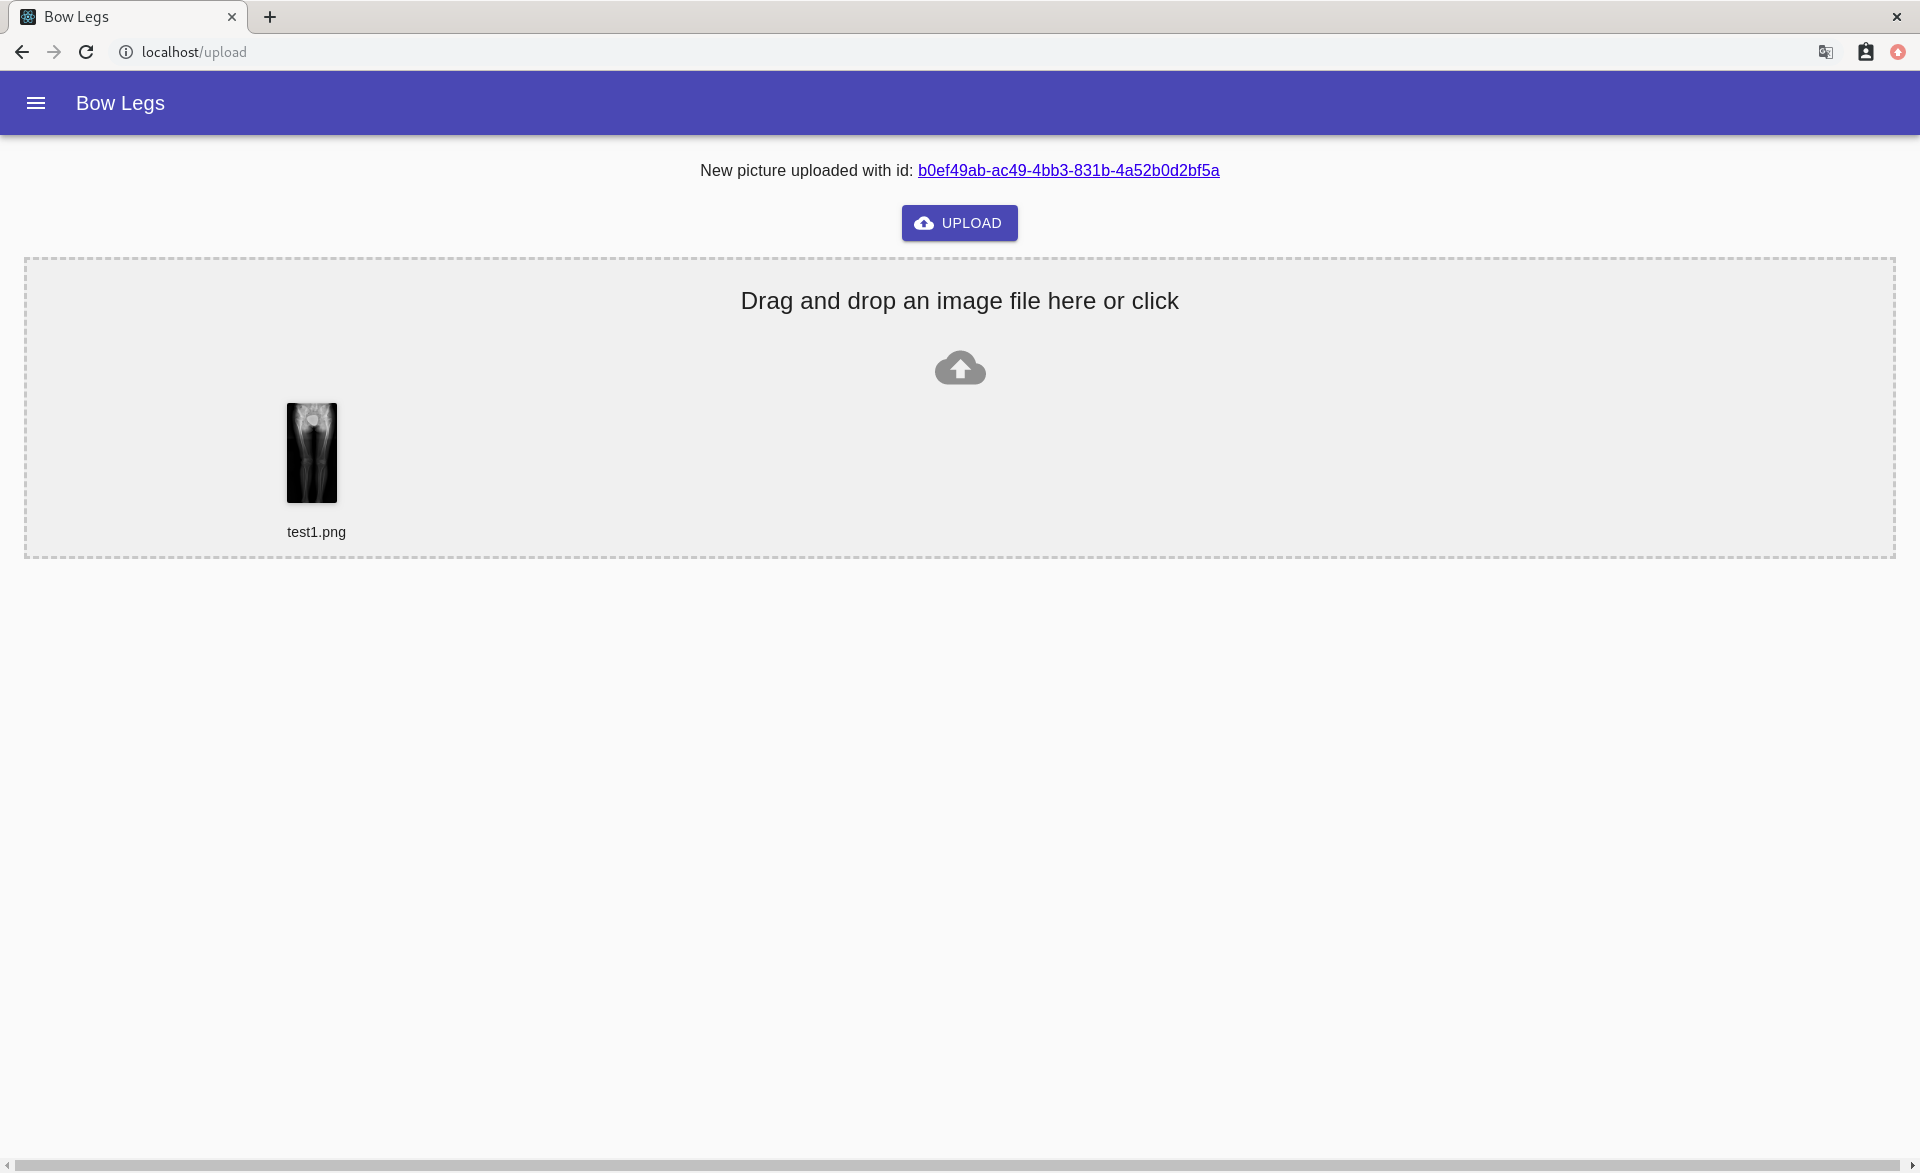 Bow Legs
localhost/upload
Bow Legs
New picture uploaded with id: b0ef49ab-ac49-4bb3-831b-4a52b0d2bf5a
UPLOAD
Drag and drop an image file here or click
test1.png